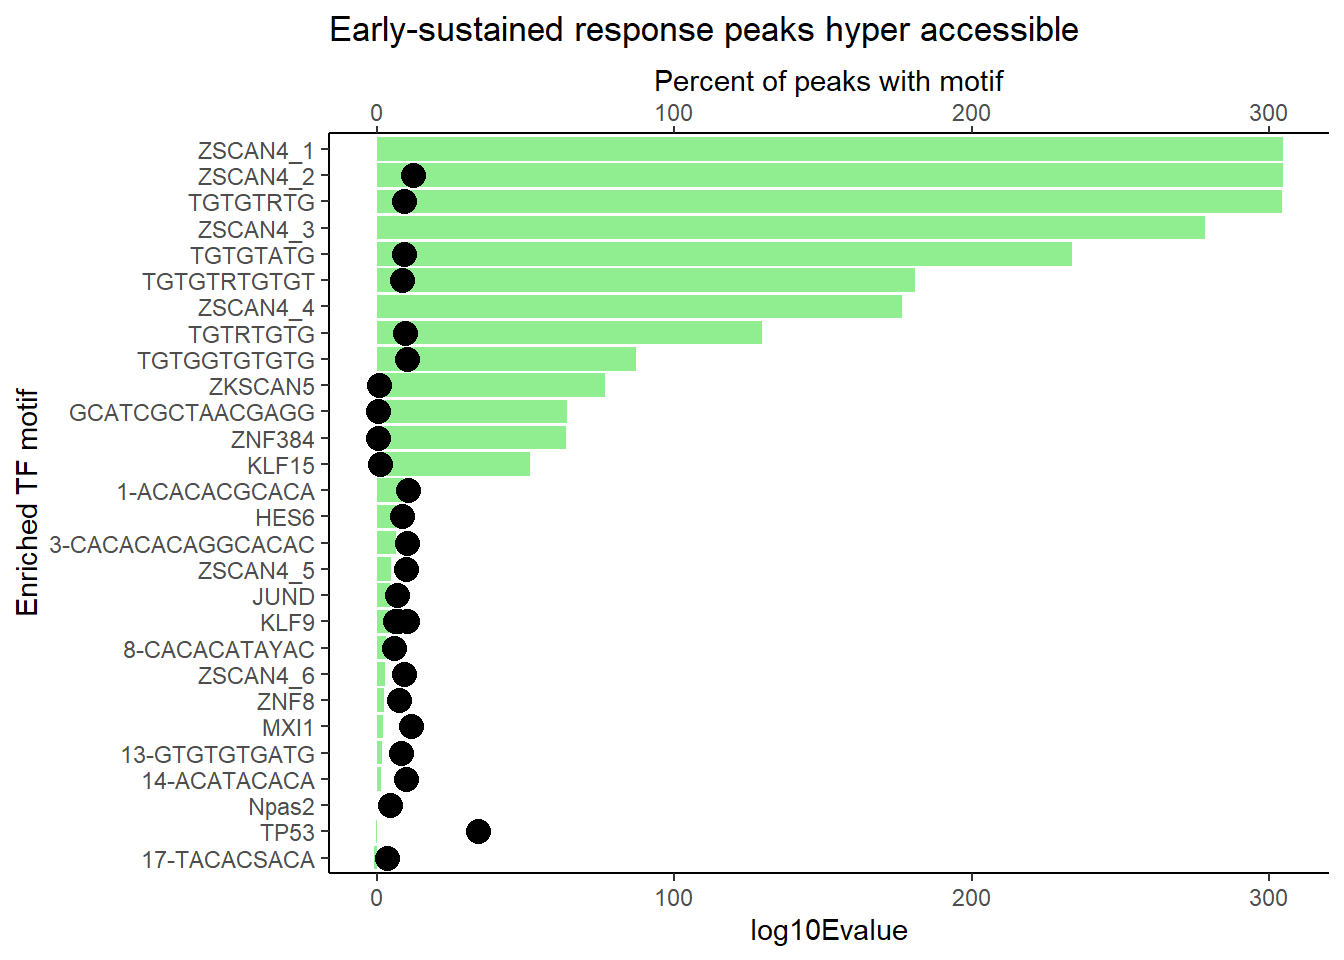 Early-sustained response peaks hyper accessible
Percent of peaks with motif
0 100 200 300
Enriched TF motif
ZSCAN4_1
ZSCAN4_2
TGTGTRTG
ZSCAN4_3
TGTGTATG
TGTGTRTGTGT
ZSCAN4_4
TGTRTGTG
TGTGGTGTGTG
ZKSCAN5
GCATCGCTAACGAGG
ZNF384
KLF15
1-ACACACGCACA
HES6
3-CACACACAGGCACAC
ZSCAN4_5
JUND
KLF9
8-CACACATAYAC
ZSCAN4_6
ZNF8
MXI1
13-GTGTGTGATG
14-ACATACACA
Npas2
TP53
17-TACACSACA
0 100 200 300
log10Evalue